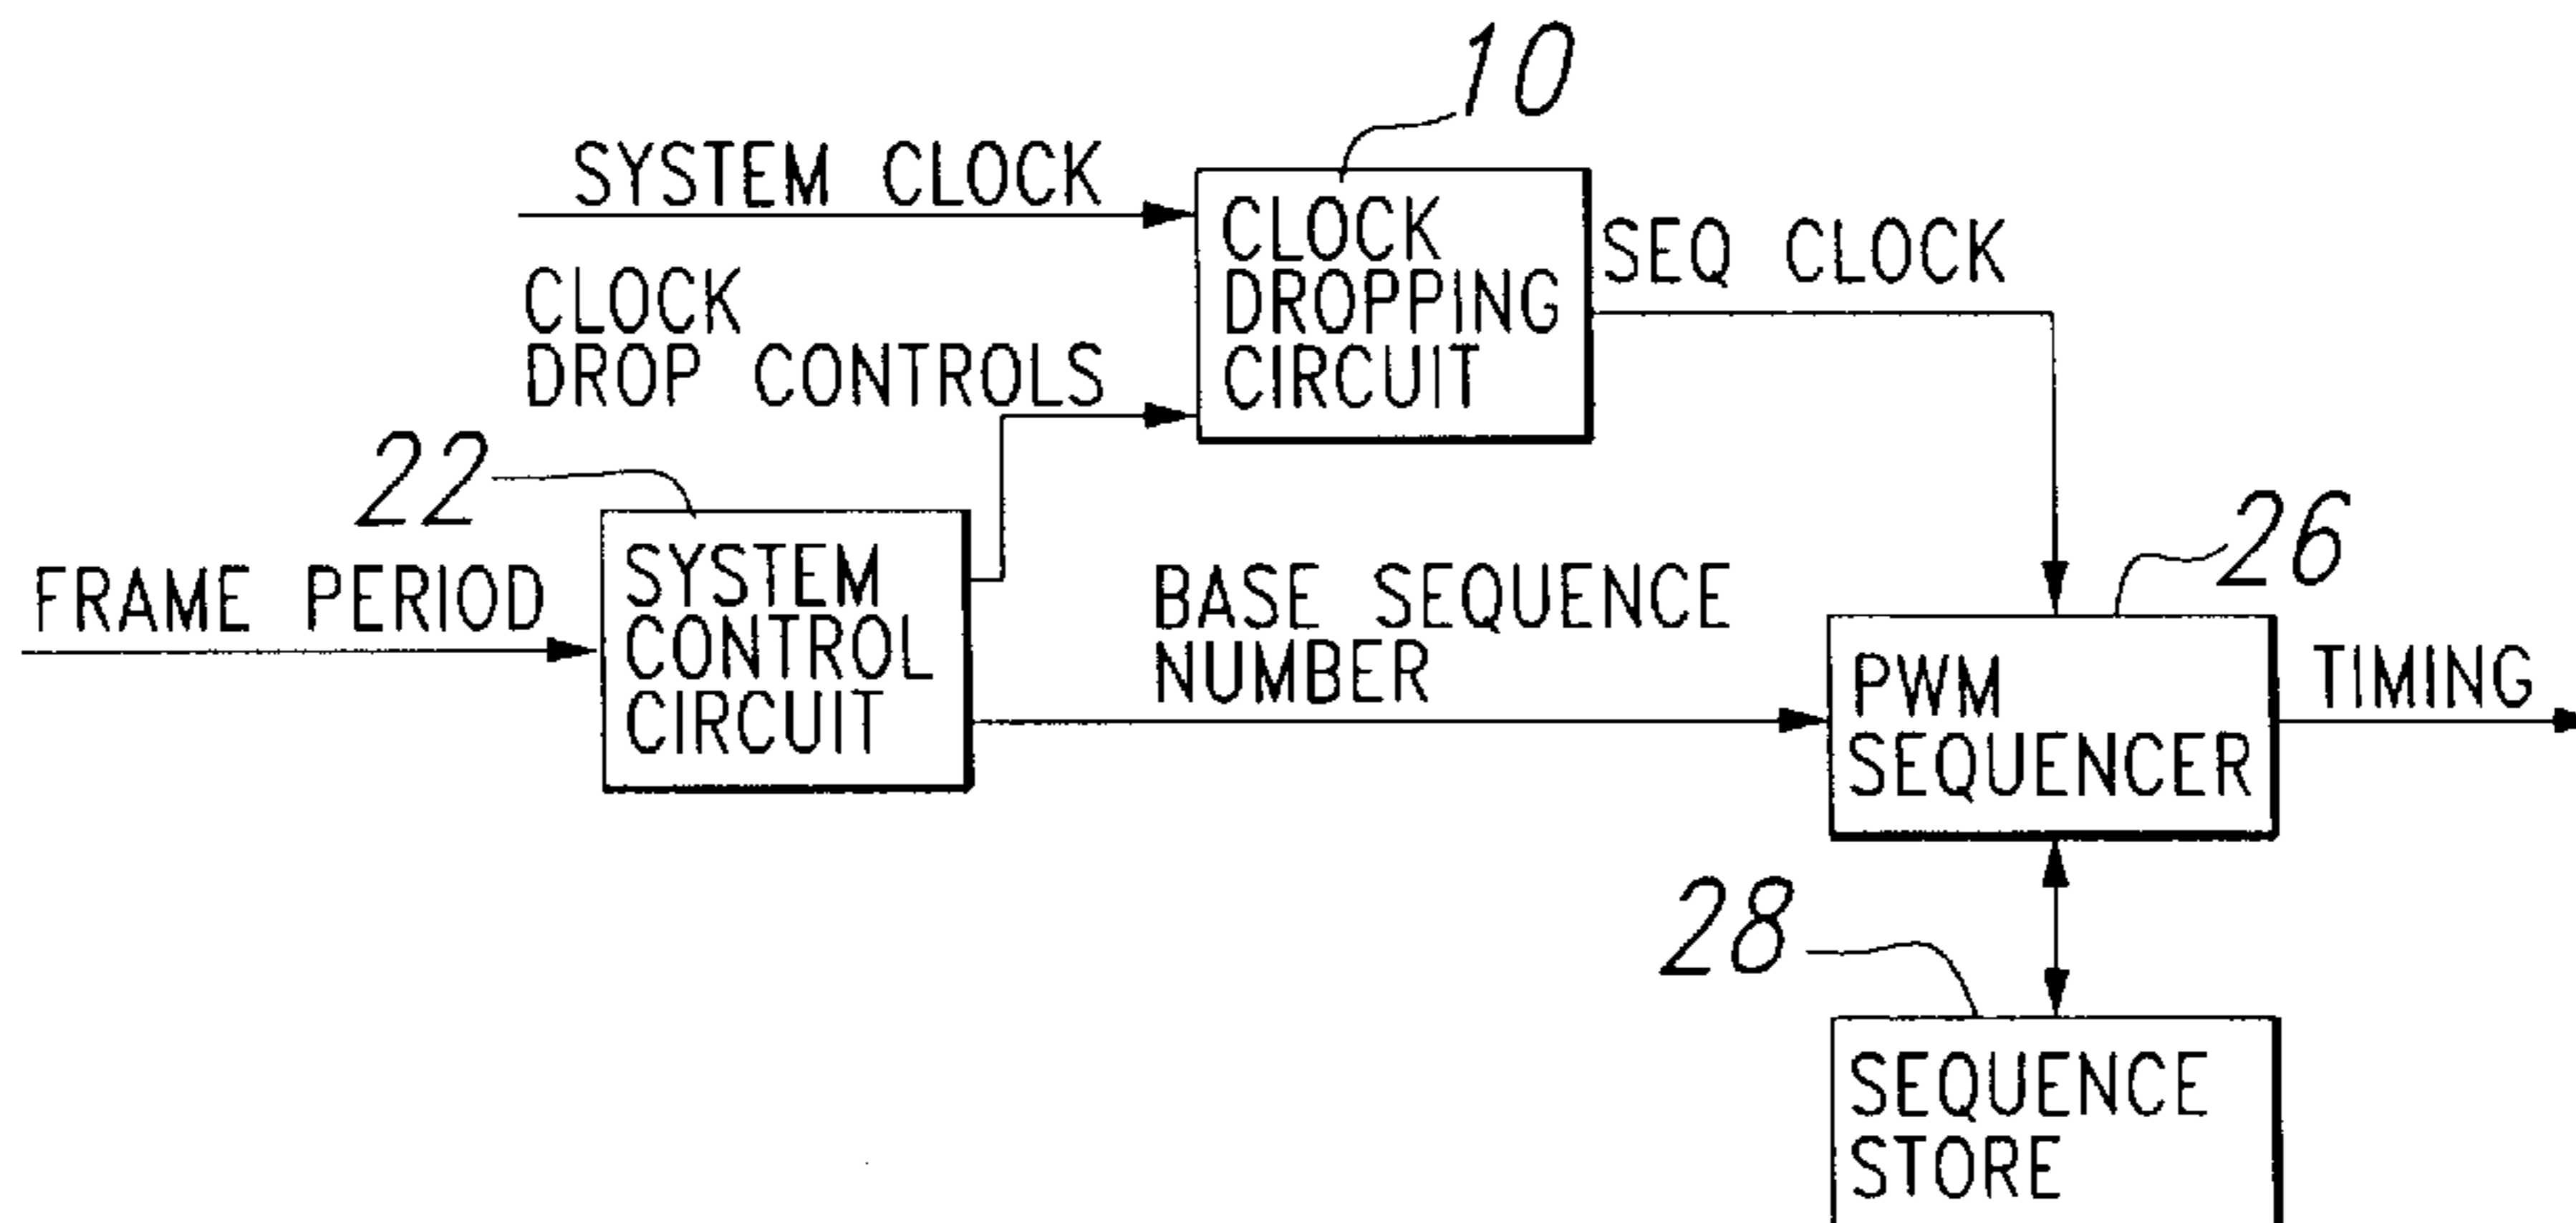 10
SYSTEM CLOCK
CLOCK
DROPPING
CIRCUIT
SEQ CLOCK
CLOCK
DROP CONTROLS
22
FRAME PERIOD
SYSTEM
CONTROL
CIRCUIT
BASE SEQUENCE
NUMBER
26
PWM
SEQUENCER
TIMING
28
SEQUENCE
STORE